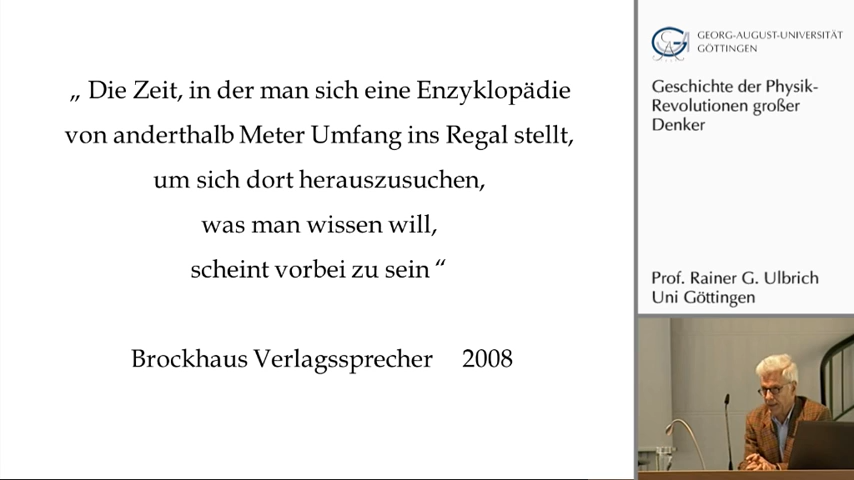 „ Die Zeit, in der man sich eine Enzyklopädie
von anderthalb Meter Umfang ins Regal stellt,
um sich dort herauszusuchen,
was man wissen will,
scheint vorbei zu sein “
Brockhaus Verlagssprecher 2008
GEORG-AUGUST-UNIVERSITÄT
GÖTTINGEN
Geschichte der Physik-
Revolutionen großer
Denker
Prof. Rainer G. Ulbrich
Uni Göttingen